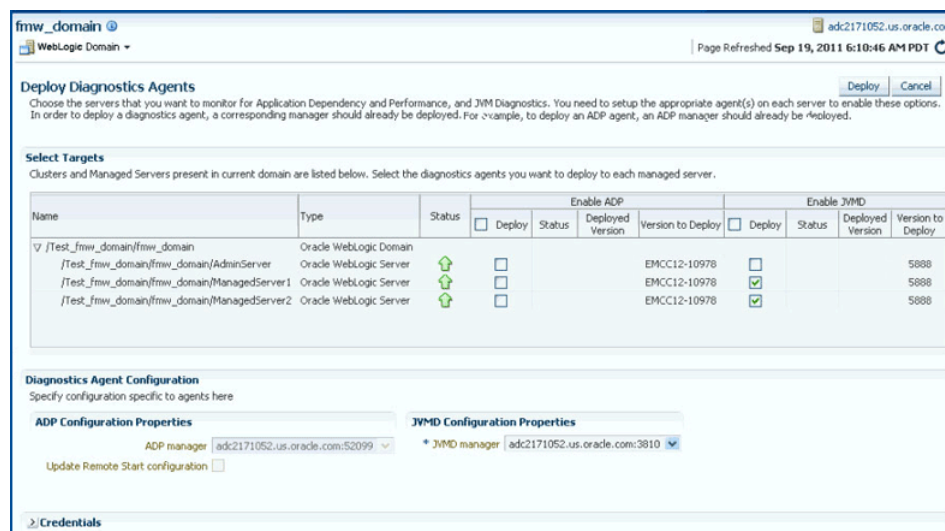 fmw_domain
adc2171052.us.oracle.co
WebLogic Domain
Page Refreshed Sep 19, 2011 6:10:46 AM PDT
Deploy Diagnostics Agents
Deploy Cancel
Choose the servers that you want to monitor for Application Dependency and Performance, and JVM Diagnostics. You need to setup the appropriate agent(s) on each server to enable these options.
In order to deploy a diagnostics agent, a corresponding manager should already be deployed. For example, to deploy an ADP agent, an ADP manager should already be deployed.
Select Targets
Clusters and Managed Servers present in current domain are listed below. Select the diagnostics agents you want to deploy to each managed server.
Enable ADP Enable JVMD
Name Type Status Deploy Status Deployed Version Version to Deploy Deploy Status Deployed Version Version to Deploy
/Test_fmw_domain/fmw_domain Oracle WebLogic Domain
/Test_fmw_domain/fmw_domain/AdminServer Oracle WebLogic Server EMCC12-10978 5888
/Test_fmw_domain/fmw_domain/ManagedServer1 Oracle WebLogic Server EMCC12-10978 5888
/Test_fmw_domain/fmw_domain/ManagedServer2 Oracle WebLogic Server EMCC12-10978 5888
Diagnostics Agent Configuration
Specify configuration specific to agents here
ADP Configuration Properties JVMD Configuration Properties
ADP manager adc2171052.us.oracle.com:52099 * JVMD manager adc2171052.us.oracle.com:3810
Update Remote Start configuration
Credentials